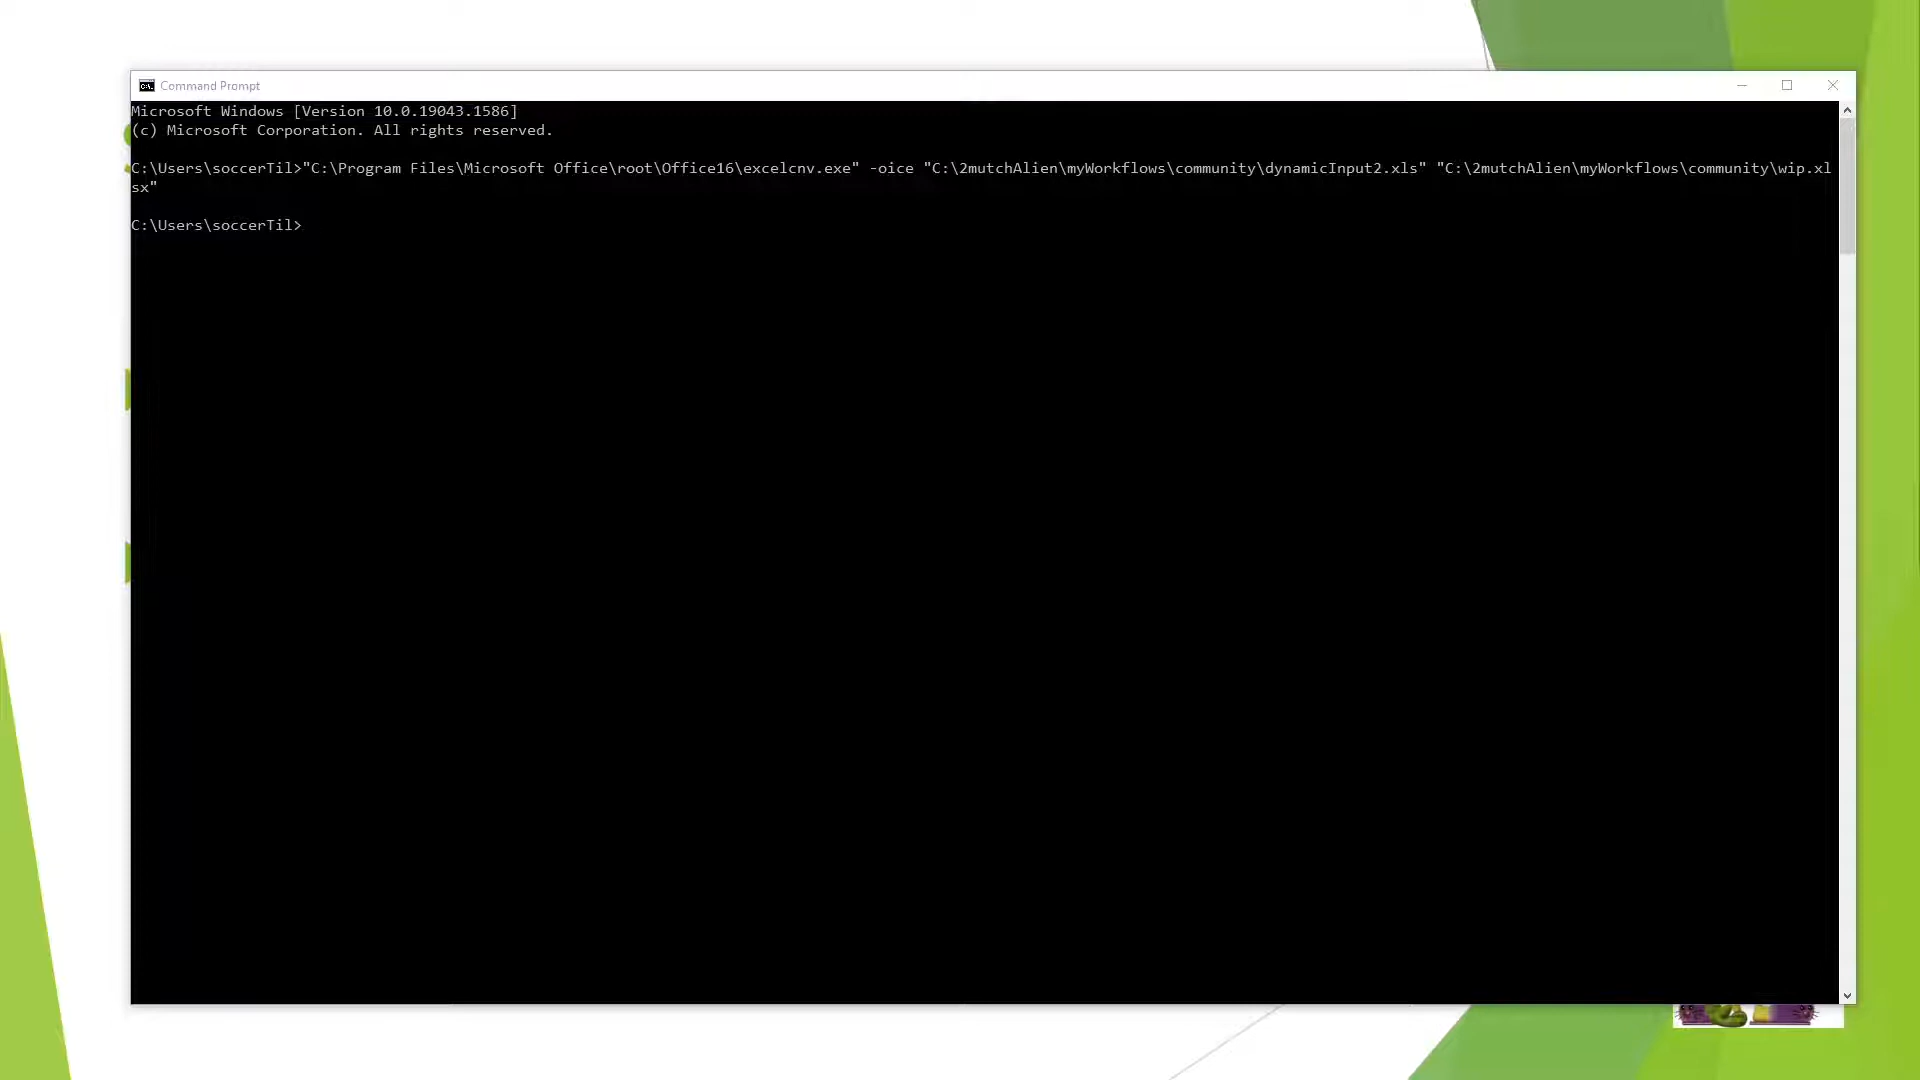 Command Prompt
Microsoft Windows [Version 10.0.19043.1586]
(c) Microsoft Corporation. All rights reserved.
C:\Users\soccerTil>"C:\Program Files\Microsoft Office\root\Office16\excelcnv.exe" -oice "C:\2mutchAlien\myWorkflows\community\dynamicInput2.xls" "C:\2mutchAlien\myWorkflows\community\wip.xl
sx"
C:\Users\soccerTil>